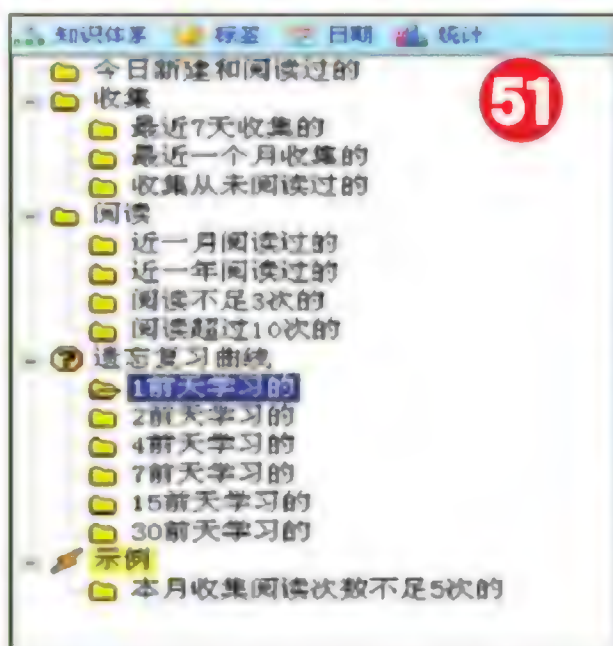 知识体系 标签 日期 统计
51
今日新建和阅读过的
收集
最近7天收集的
最近一个月收集的
收集从未阅读过的
阅读
近一月阅读过的
近一年阅读过的
阅读不足3次的
阅读超过10次的
遗忘复习曲线
1前天学习的
2前天学习的
4前天学习的
7前天学习的
15前天学习的
30前天学习的
示例
本月收集阅读次数不足5次的